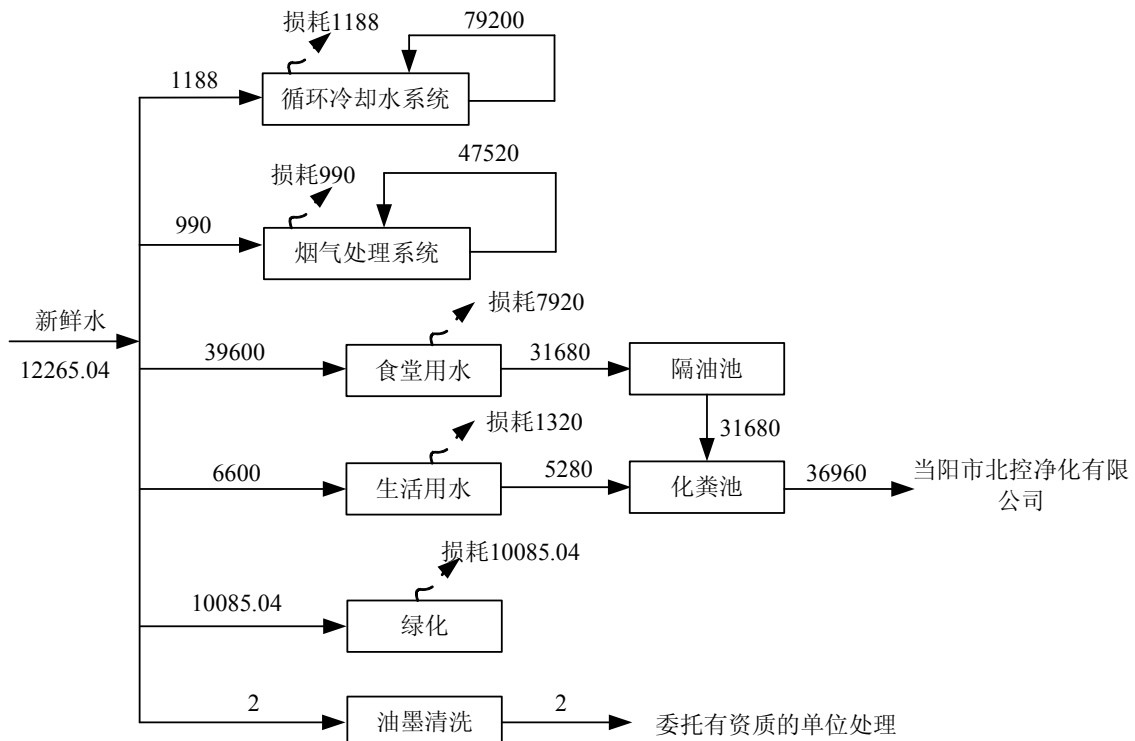 损耗1188
79200
1188
循环冷却水系统
损耗990
47520
990
烟气处理系统
新鲜水
12265.04
损耗7920
39600
食堂用水
31680
隔油池
31680
损耗1320
6600
生活用水
5280
化粪池
36960
当阳市北控净化有限
公司
损耗10085.04
10085.04
绿化
2
油墨清洗
2
委托有资质的单位处理